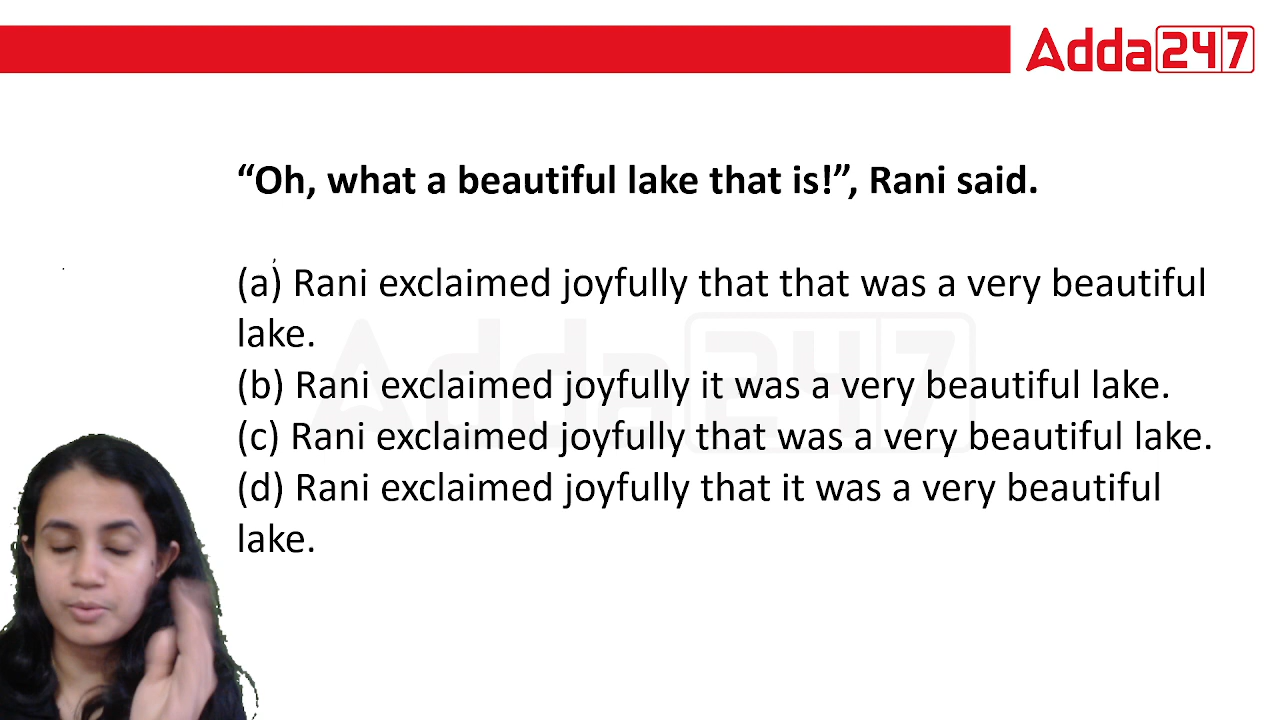 Adda247
“Oh, what a beautiful lake that is!”, Rani said.
(a) Rani exclaimed joyfully that that was a very beautiful
lake.
(b) Rani exclaimed joyfully it was a very beautiful lake.
(c) Rani exclaimed joyfully that was a very beautiful lake.
(d) Rani exclaimed joyfully that it was a very beautiful
lake.
Adda247